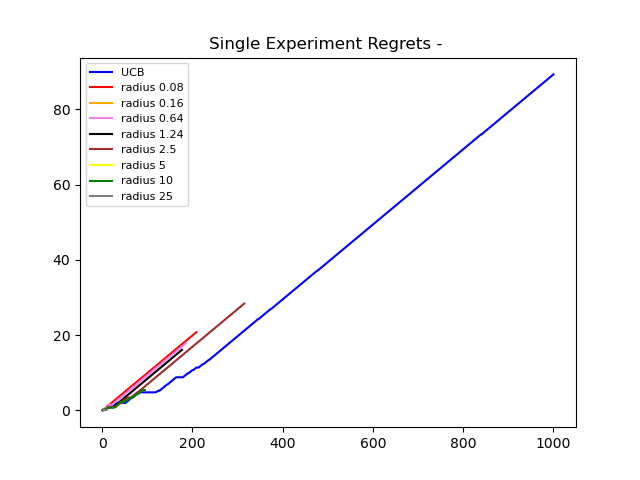 Single Experiment Regrets -
UCB
radius 0.08
radius 0.16
radius 0.64
radius 1.24
radius 2.5
radius 5
radius 10
radius 25
80
60
40
20
0
0 200 400 600 800 1000